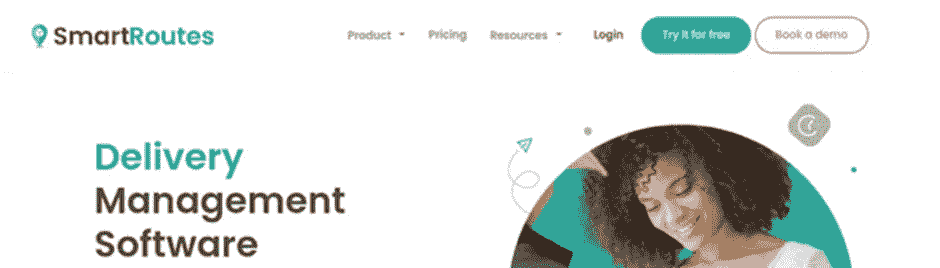 SmartRoutes
Product Pricing Resources Login Try it for free Book a demo
Delivery
Management
Software